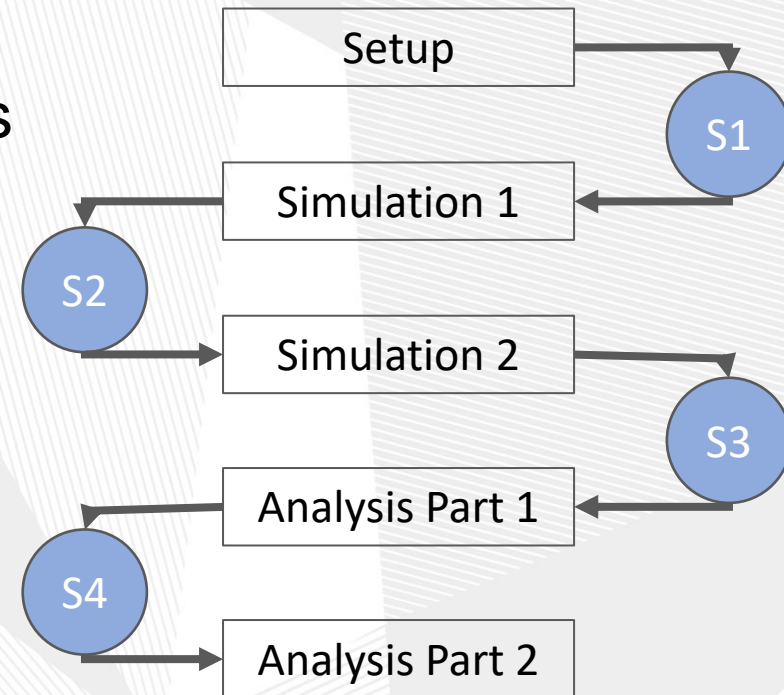 Setup
s
S1
Simulation 1
S2
Simulation 2
S3
Analysis Part 1
S4
Analysis Part 2